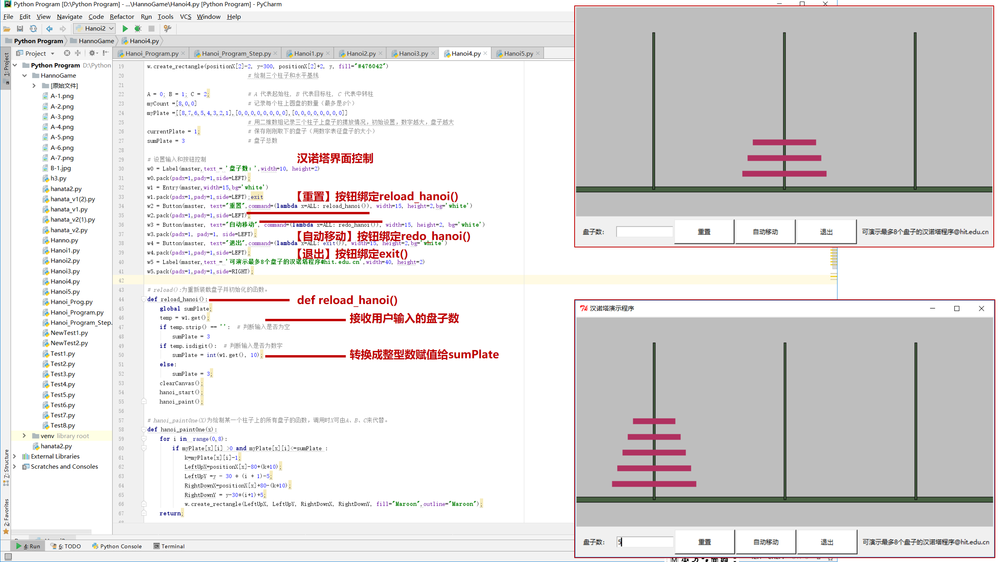 Python Program [D:\Python Program] - ...\HannoGame\Hanoi4.py [Python Program] - PyCharm
File Edit View Navigate Code Refactor Run Tools VCS Window Help
Hanoi2
Python Program HannoGame Hanoi4.py
1: Project
7: Structure
2: Favorites
Project
Hanoi_Program.py Hanoi_Program_Step.py Hanoi1.py Hanoi2.py Hanoi3.py Hanoi4.py Hanoi5.py
Python Program D:\Python
HannoGame
[原始文件]
A-1.png
A-2.png
A-3.png
A-4.png
A-5.png
A-6.png
A-7.png
B-1.jpg
h3.py
hanata2.py
hanata_v1(2).py
hanata_v1.py
hanata_v2(1).py
hanata_v2.py
Hanno.py
Hanoi1.py
Hanoi2.py
Hanoi3.py
Hanoi4.py
Hanoi5.py
Hanoi_Prog.py
Hanoi_Program.py
Hanoi_Program_Step.
NewTest1.py
NewTest2.py
Test1.py
Test2.py
Test3.py
Test4.py
Test5.py
Test6.py
Test7.py
Test8.py
venv library root
hanata2.py
External Libraries
Scratches and Consoles
19 w.create_rectangle(positionX[2]-2, y-300, positionX[2]+2, y, fill="#476042")
20 # 绘制三个柱子和水平基线
21
22 A = 0; B = 1; C = 2; # A 代表起始柱, B 代表目标柱, C 代表中转柱
23 myCount =[8,0,0] # 记录每个柱上圆盘的数量（最多是8个）
24 myPlate =[[8,7,6,5,4,3,2,1],[0,0,0,0,0,0,0,0],[0,0,0,0,0,0,0,0]]
25 # 用二维数组记录三个柱子上盘子的摆放情况，初始设置，数字越大，盘子越大
26 currentPlate = 1; # 保存刚刚取下的盘子（用数字表征盘子的大小）
27 sumPlate = 3 # 盘子总数
28
29 # 设置输入和按钮控制
汉诺塔界面控制
30 w0 = Label(master,text = '盘子数：',width=10, height=2)
31 w0.pack(padx=1,pady=1,side=LEFT);
32 w1 = Entry(master,width=15,bg='white')
33 w1.pack(padx=1,pady=1,side=LEFT);exit
【重置】按钮绑定reload_hanoi()
34 w2 = Button(master, text="重置",command=(lambda x=ALL: reload_hanoi()), width=15, height=2,bg='white')
35 w2.pack(padx=1,pady=1,side=LEFT);
36 w3 = Button(master, text="自动移动", command=(lambda x=ALL: redo_hanoi()), width=15, height=2, bg='white')
37 w3.pack(padx=1, pady=1, side=LEFT);
【自动移动】按钮绑定redo_hanoi()
38 w4 = Button(master, text="退出",command=(lambda x=ALL: exit()), width=15, height=2,bg='white')
39 w4.pack(padx=1,pady=1,side=LEFT);
【退出】按钮绑定exit()
40 w5 = Label(master,text = '可演示最多8个盘子的汉诺塔程序@hit.edu.cn',width=40, height=2)
41 w5.pack(padx=1,pady=1,side=RIGHT);
42
43 # reload():为重新装载盘子并初始化的函数。
44 def reload_hanoi():
def reload_hanoi()
45 global sumPlate;
46 temp = w1.get();
接收用户输入的盘子数
47 if temp.strip() == '': # 判断输入是否为空
48 sumPlate = 3
49 if temp.isdigit(): # 判断输入是否为数字
50 sumPlate = int(w1.get(), 10);
转换成整型数赋值给sumPlate
51 else:
52 sumPlate = 3;
53 clearCanvas();
54 hanoi_start();
55 hanoi_paint();
56
57 # hanoi_paintOne(X)为绘制某一个柱子上的所有盘子的函数，调用时X可由A、B、C来代替。
58 def hanoi_paintOne(x):
59 for i in range(0,8):
60 if myPlate[x][i] >0 and myPlate[x][i]<=sumPlate :
61 k=myPlate[x][i]-1;
62 LeftUpX=positionX[x]-80+(k*10);
63 LeftUpY =y - 30 * (i + 1)-5;
64 RightDownX=positionX[x]+80-(k*10);
65 RightDownY = y-30*(i+1)+5;
66 w.create_rectangle(LeftUpX, LeftUpY, RightDownX, RightDownY, fill="Maroon",outline="Maroon");
67 return;
68
4: Run 6: TODO Python Console Terminal
盘子数: 重置 自动移动 退出 可演示最多8个盘子的汉诺塔程序@hit.edu.cn
汉诺塔演示程序
盘子数: 5 重置 自动移动 退出 可演示最多8个盘子的汉诺塔程序@hit.edu.cn